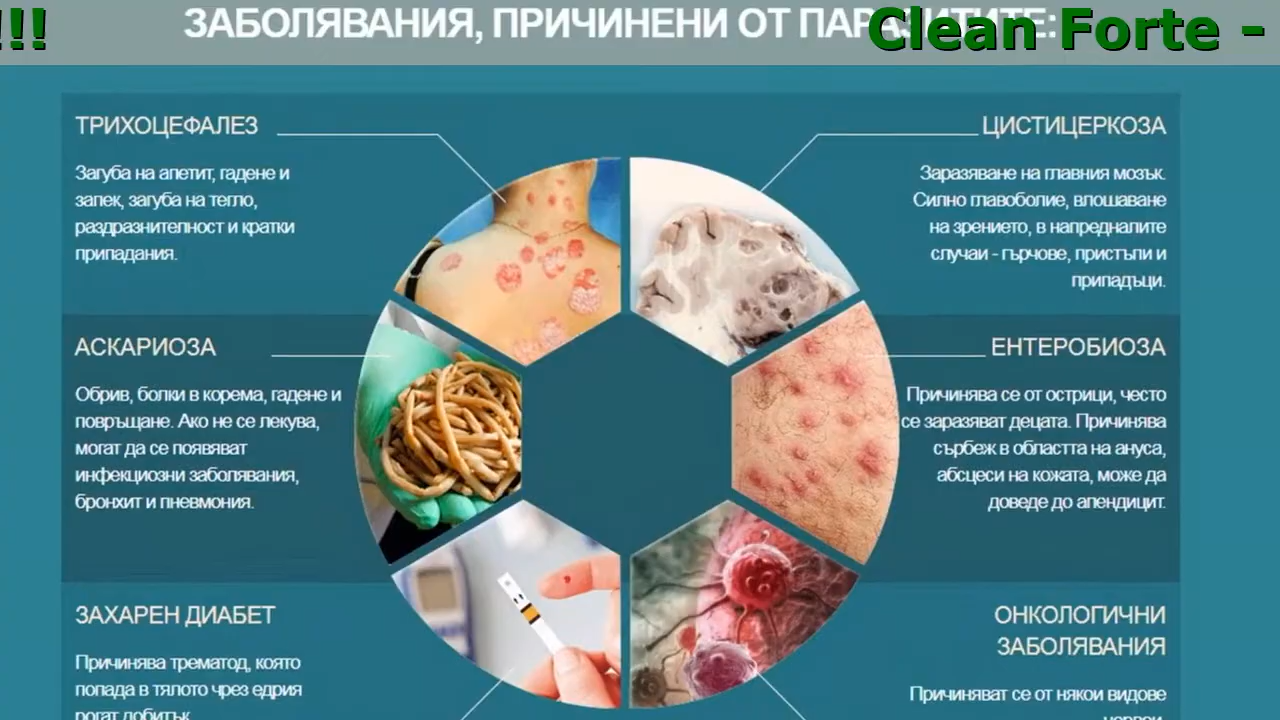 !!!
Clean Forte -
ЗАБОЛЯВАНИЯ, ПРИЧИНЕНИ ОТ ПАРАЗИТИТЕ:
ТРИХОЦЕФАЛЕЗ
Загуба на апетит, гадене и
запек, загуба на тегло,
раздразнителност и кратки
припадания.
ЦИСТИЦЕРКОЗА
Заразяване на главния мозък.
Силно главоболие, влошаване
на зрението, в напредналите
случаи - гърчове, пристъпи и
припадъци.
АСКАРИОЗА
Обрив, болки в корема, гадене и
повръщане. Ако не се лекува,
могат да се появяват
инфекциозни заболявания,
бронхит и пневмония.
ЕНТЕРОБИОЗА
Причинява се от острици, често
се заразяват децата. Причинява
сърбеж в областта на ануса,
абсцеси на кожата, може да
доведе до апендицит.
ЗАХАРЕН ДИАБЕТ
Причинява трематод, която
попада в тялото чрез едрия
рогат добитък.
ОНКОЛОГИЧНИ
ЗАБОЛЯВАНИЯ
Причиняват се от някои видове